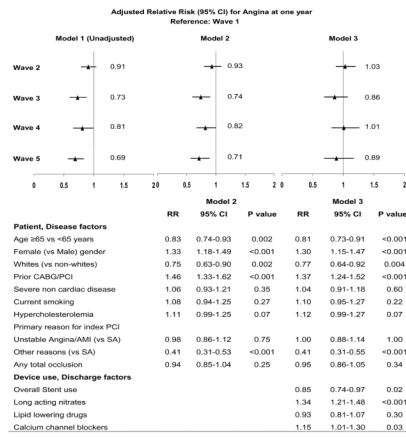 Adjusted Relative Risk (95% CI) for Angina at one year
Reference: Wave 1
Model 1 (Unadjusted) Model 2 Model 3
Wave 2 0.91 0.93 1.03
Wave 3 0.73 0.74 0.86
Wave 4 0.81 0.82 1.01
Wave 5 0.69 0.71 0.89
0 0.5 1 1.5 2 0 0.5 1 1.5 2 0 0.5 1 1.5 2
Model 2 Model 3
RR 95% CI P value RR 95% CI P value
Patient, Disease factors
Age ≥65 vs <65 years 0.83 0.74-0.93 0.002 0.81 0.73-0.91 <0.001
Female (vs Male) gender 1.33 1.18-1.49 <0.001 1.30 1.15-1.47 <0.001
Whites (vs non-whites) 0.75 0.63-0.90 0.002 0.77 0.64-0.92 0.004
Prior CABG/PCI 1.46 1.33-1.62 <0.001 1.37 1.24-1.52 <0.001
Severe non cardiac disease 1.06 0.93-1.21 0.35 1.04 0.91-1.18 0.60
Current smoking 1.08 0.94-1.25 0.27 1.10 0.95-1.27 0.22
Hypercholesterolemia 1.11 0.99-1.25 0.07 1.12 0.99-1.27 0.07
Primary reason for index PCI
Unstable Angina/AMI (vs SA) 0.98 0.86-1.12 0.75 1.00 0.88-1.14 1.00
Other reasons (vs SA) 0.41 0.31-0.53 <0.001 0.41 0.31-0.55 <0.001
Any total occlusion 0.94 0.85-1.04 0.25 0.95 0.86-1.05 0.34
Device use, Discharge factors
Overall Stent use 0.85 0.74-0.97 0.02
Long acting nitrates 1.34 1.21-1.48 <0.001
Lipid lowering drugs 0.93 0.81-1.07 0.30
Calcium channel blockers 1.15 1.01-1.30 0.03